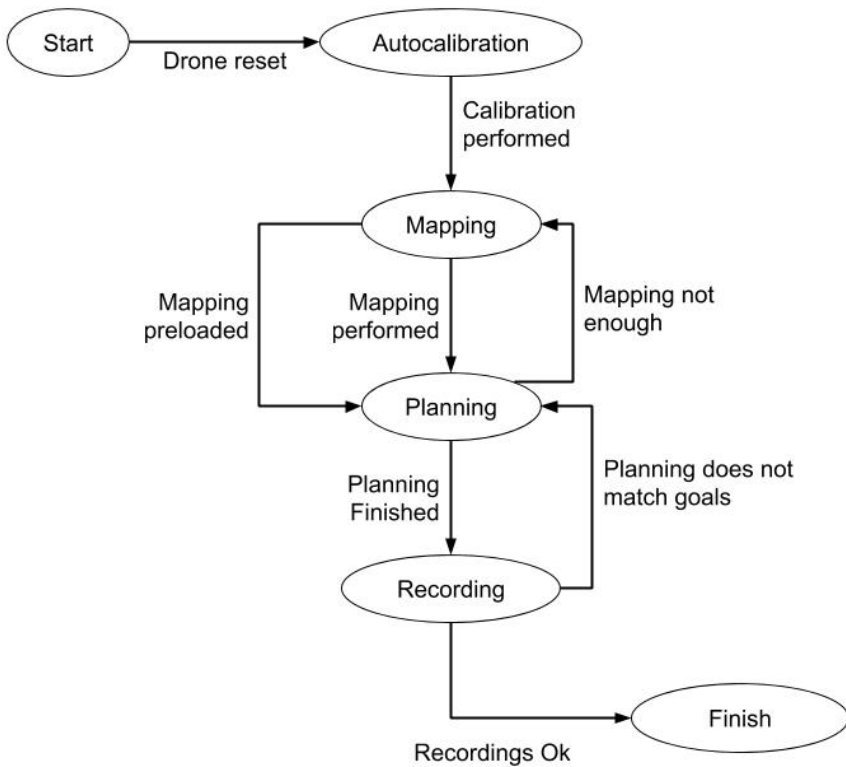 Start
Drone reset
Autocalibration
Calibration
performed
Mapping
Mapping
preloaded
Mapping
performed
Mapping not
enough
Planning
Planning
Finished
Planning does not
match goals
Recording
Recordings Ok
Finish